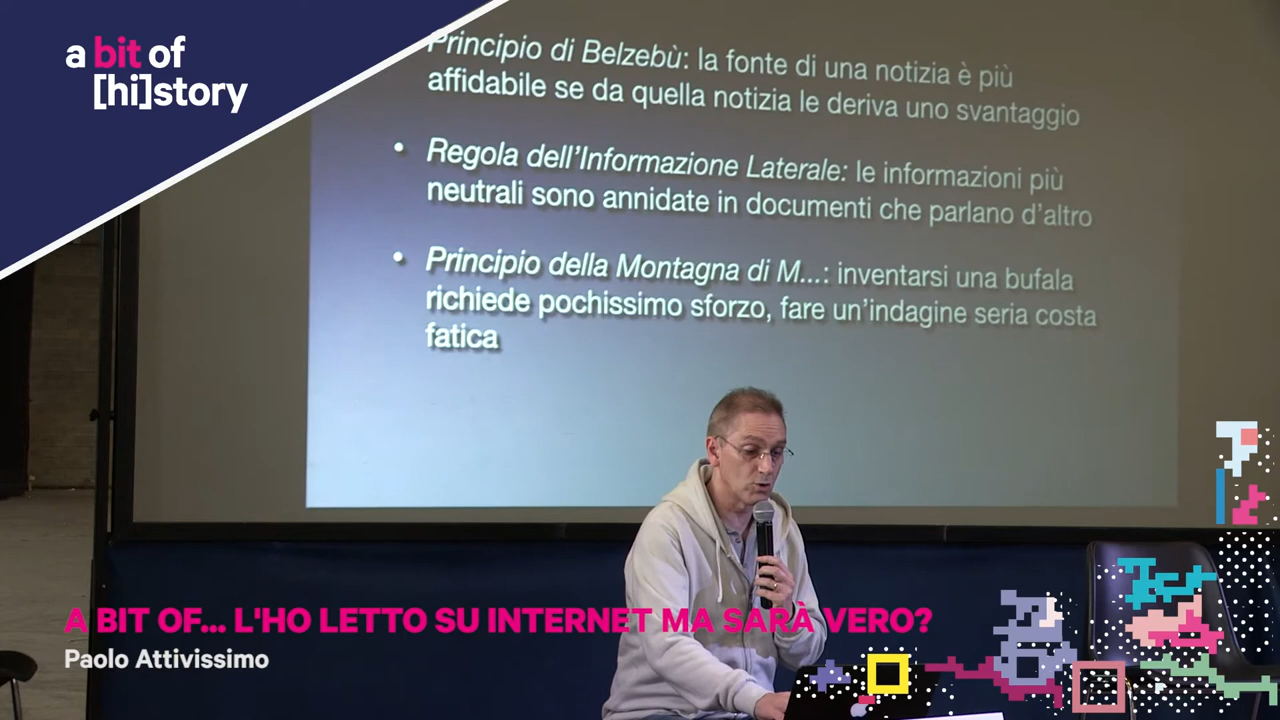 a bit of
[hi]story
Principio di Belzebù: la fonte di una notizia è più
affidabile se da quella notizia le deriva uno svantaggio
• Regola dell'Informazione Laterale: le informazioni più
neutrali sono annidate in documenti che parlano d'altro
• Principio della Montagna di M...: inventarsi una bufala
richiede pochissimo sforzo, fare un'indagine seria costa
fatica
A BIT OF... L'HO LETTO SU INTERNET MA SARÀ VERO?
Paolo Attivissimo